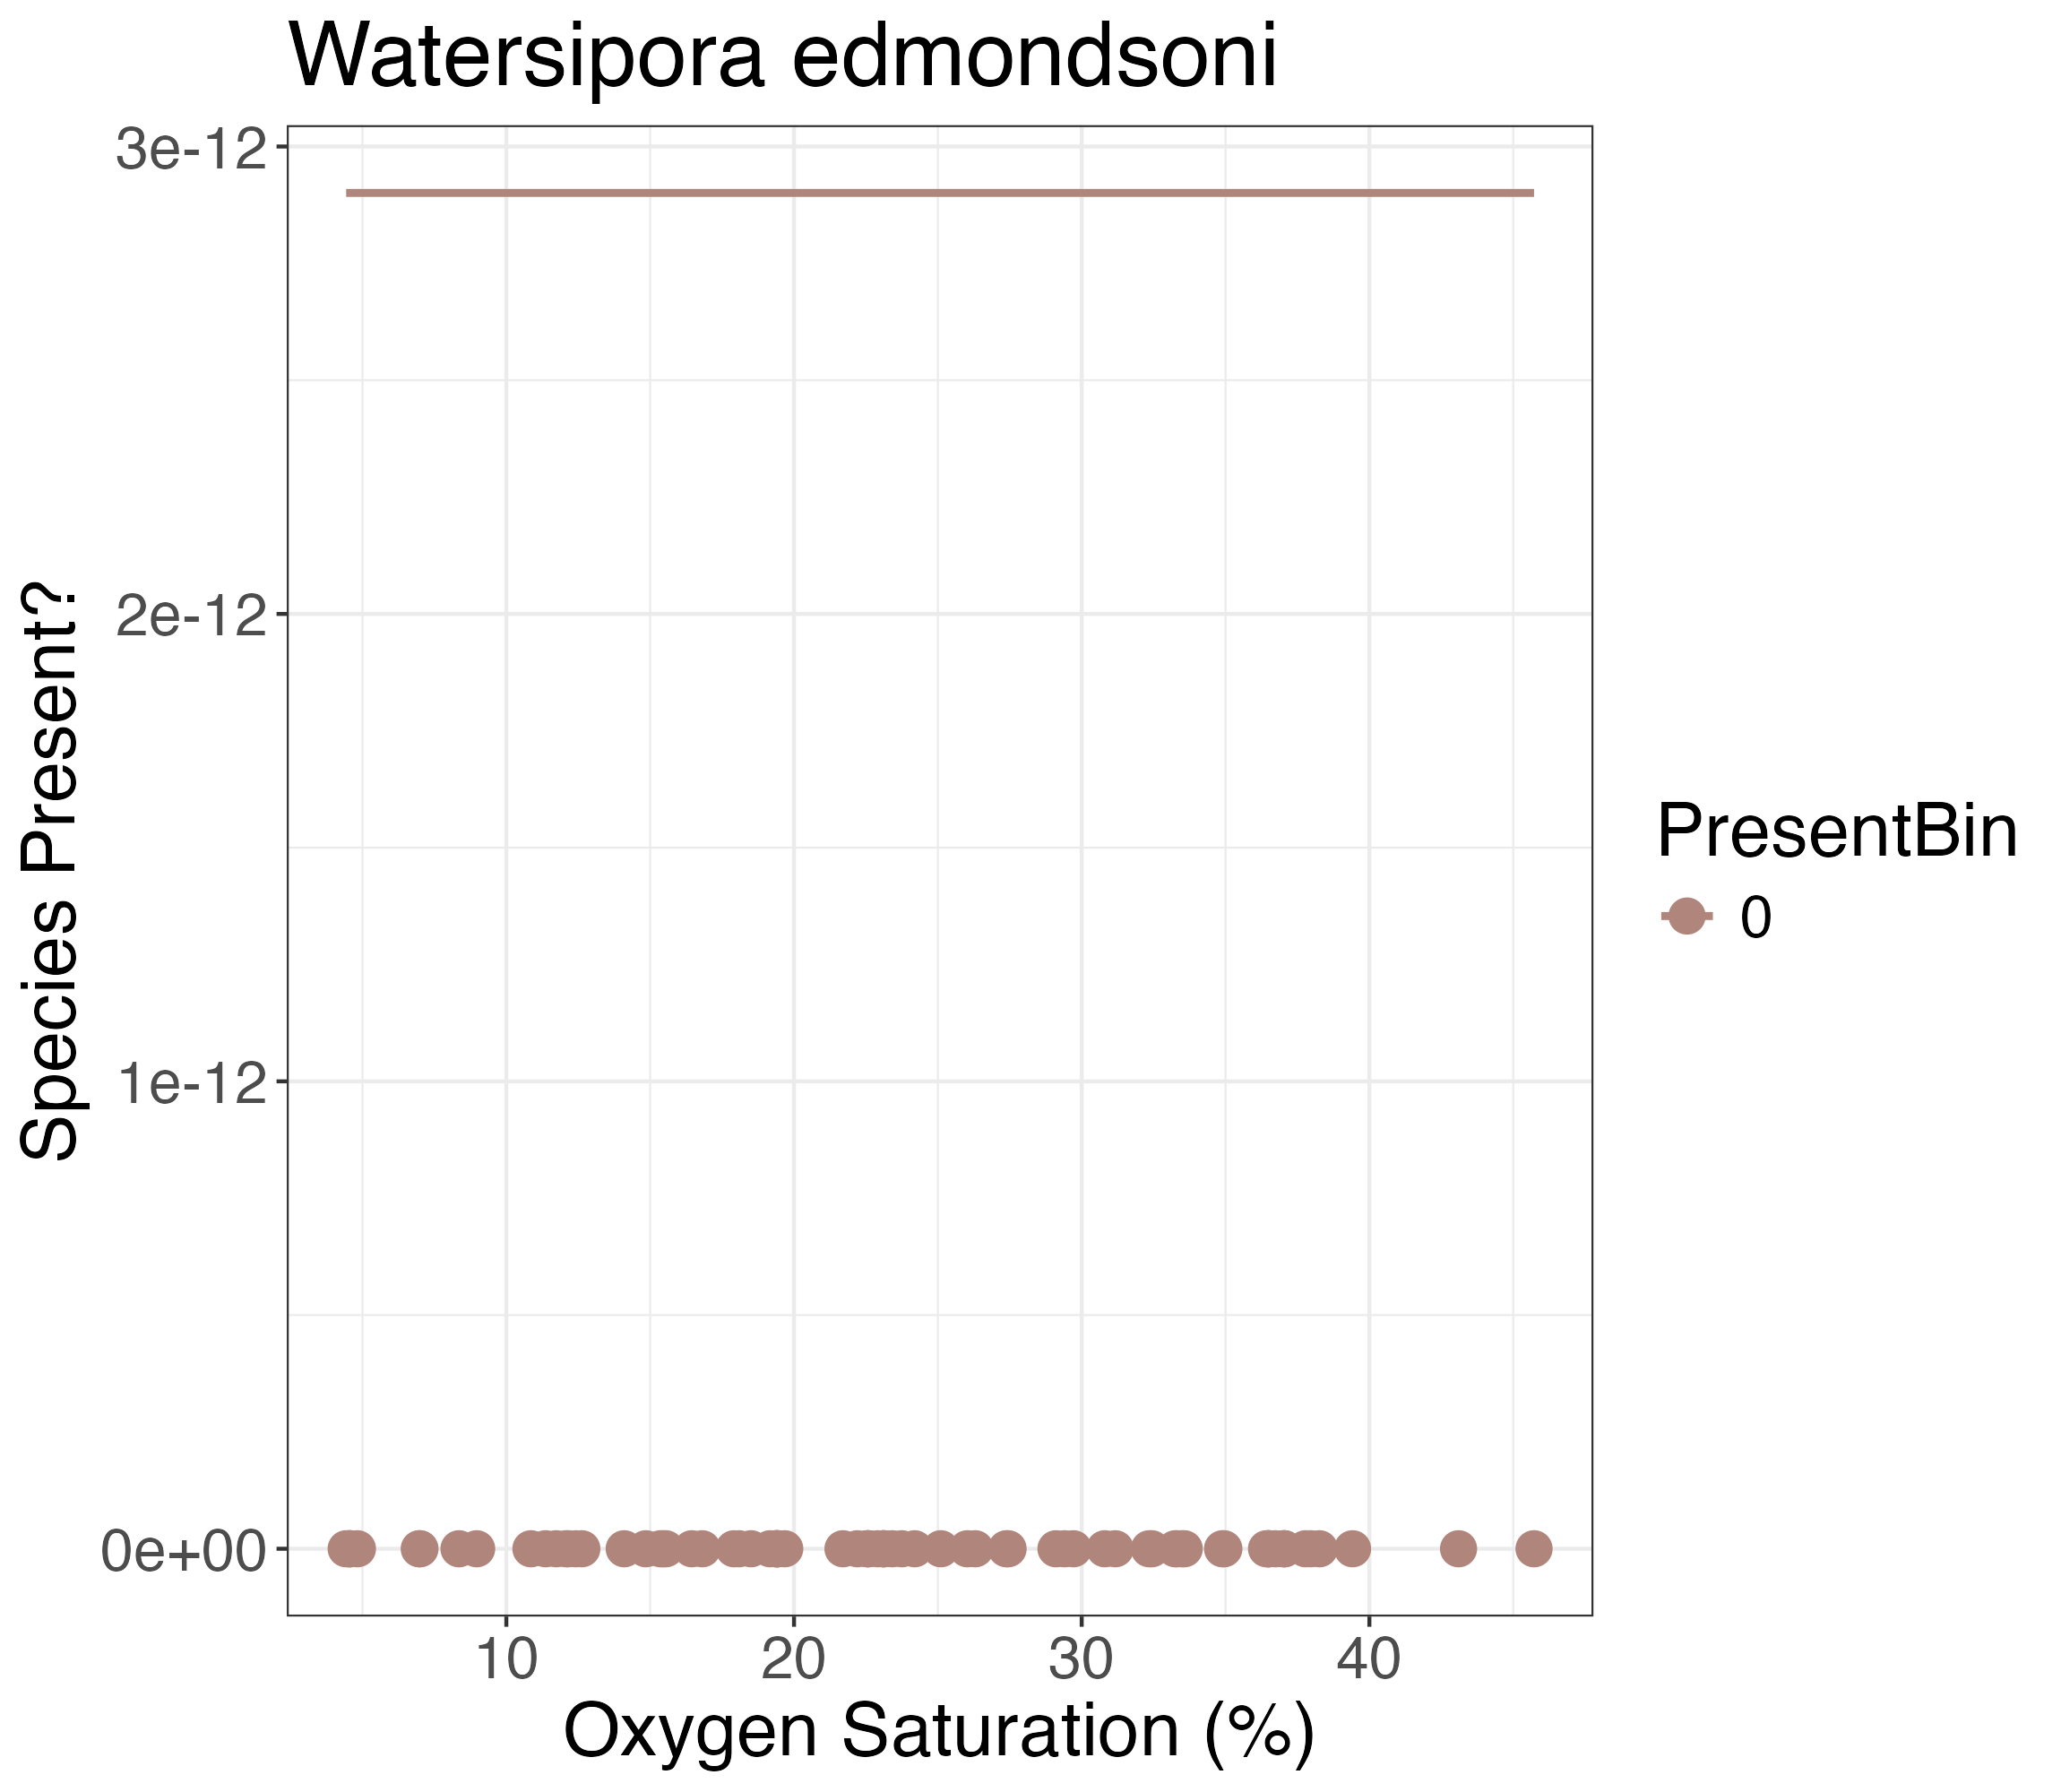 Watersipora edmondsoni
3e-12
2e-12
1e-12
0e+00
Species Present?
10 20 30 40
Oxygen Saturation (%)
PresentBin
0